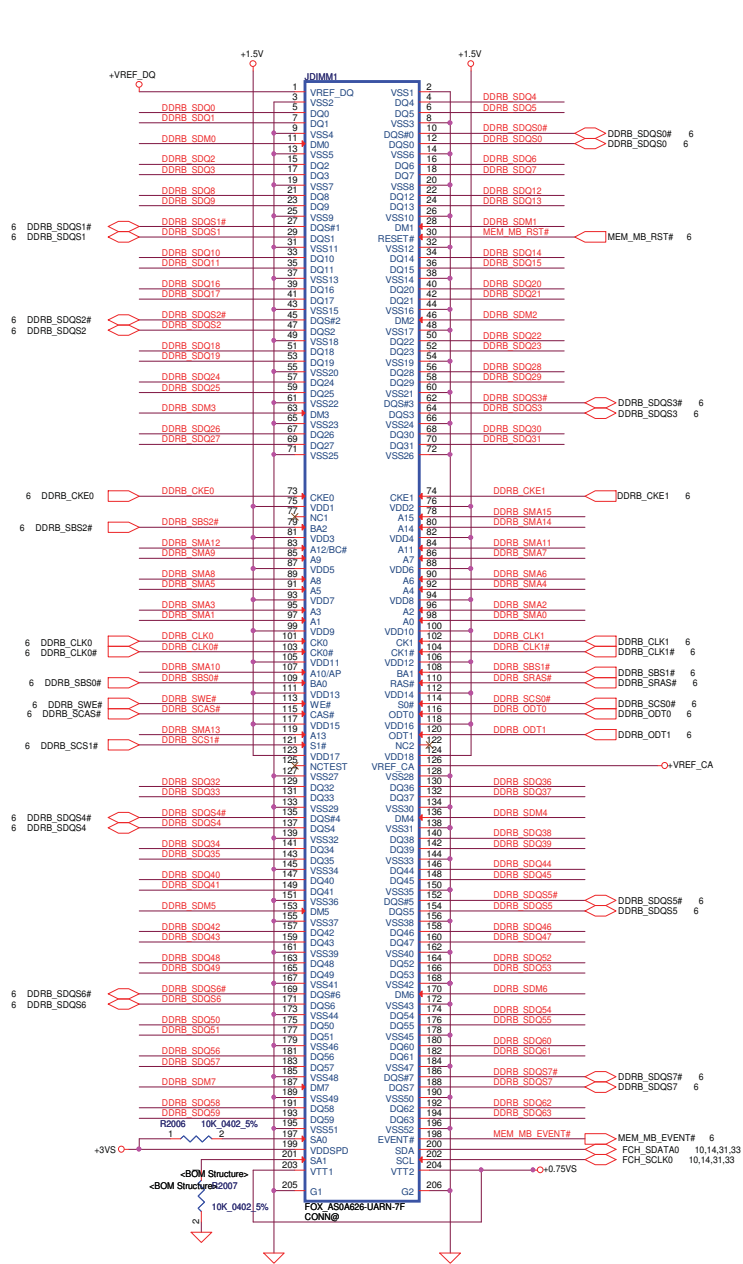 +1.5V +1.5V
+VREF_DQ
JDIMM1
1 VREF_DQ VSS1 2
3 VSS2 DQ4 4 DDRB_SDQ4
DDRB_SDQ0 5 DQ0 DQ5 6 DDRB_SDQ5
DDRB_SDQ1 7 DQ1 VSS3 8
9 VSS4 DQS#0 10 DDRB_SDQS0# DDRB_SDQS0# 6
DDRB_SDM0 11 DM0 DQS0 12 DDRB_SDQS0 DDRB_SDQS0 6
13 VSS5 VSS6 14
DDRB_SDQ2 15 DQ2 DQ6 16 DDRB_SDQ6
DDRB_SDQ3 17 DQ3 DQ7 18 DDRB_SDQ7
19 VSS7 VSS8 20
DDRB_SDQ8 21 DQ8 DQ12 22 DDRB_SDQ12
DDRB_SDQ9 23 DQ9 DQ13 24 DDRB_SDQ13
25 VSS9 VSS10 26
6 DDRB_SDQS1# DDRB_SDQS1# 27 DQS#1 DM1 28 DDRB_SDM1
6 DDRB_SDQS1 DDRB_SDQS1 29 DQS1 RESET# 30 MEM_MB_RST# MEM_MB_RST# 6
31 VSS11 VSS12 32
DDRB_SDQ10 33 DQ10 DQ14 34 DDRB_SDQ14
DDRB_SDQ11 35 DQ11 DQ15 36 DDRB_SDQ15
37 VSS13 VSS14 38
DDRB_SDQ16 39 DQ16 DQ20 40 DDRB_SDQ20
DDRB_SDQ17 41 DQ17 DQ21 42 DDRB_SDQ21
43 VSS15 VSS16 44
6 DDRB_SDQS2# DDRB_SDQS2# 45 DQS#2 DM2 46 DDRB_SDM2
6 DDRB_SDQS2 DDRB_SDQS2 47 DQS2 VSS17 48
49 VSS18 DQ22 50 DDRB_SDQ22
DDRB_SDQ18 51 DQ18 DQ23 52 DDRB_SDQ23
DDRB_SDQ19 53 DQ19 VSS19 54
55 VSS20 DQ28 56 DDRB_SDQ28
DDRB_SDQ24 57 DQ24 DQ29 58 DDRB_SDQ29
DDRB_SDQ25 59 DQ25 VSS21 60
61 VSS22 DQS#3 62 DDRB_SDQS3# DDRB_SDQS3# 6
DDRB_SDM3 63 DM3 DQS3 64 DDRB_SDQS3 DDRB_SDQS3 6
65 VSS23 VSS24 66
DDRB_SDQ26 67 DQ26 DQ30 68 DDRB_SDQ30
DDRB_SDQ27 69 DQ27 DQ31 70 DDRB_SDQ31
71 VSS25 VSS26 72
6 DDRB_CKE0 DDRB_CKE0 73 CKE0 CKE1 74 DDRB_CKE1 DDRB_CKE1 6
75 VDD1 VDD2 76
77 NC1 A15 78 DDRB_SMA15
6 DDRB_SBS2# DDRB_SBS2# 79 BA2 A14 80 DDRB_SMA14
81 VDD3 VDD4 82
DDRB_SMA12 83 A12/BC# A11 84 DDRB_SMA11
DDRB_SMA9 85 A9 A7 86 DDRB_SMA7
87 VDD5 VDD6 88
DDRB_SMA8 89 A8 A6 90 DDRB_SMA6
DDRB_SMA5 91 A5 A4 92 DDRB_SMA4
93 VDD7 VDD8 94
DDRB_SMA3 95 A3 A2 96 DDRB_SMA2
DDRB_SMA1 97 A1 A0 98 DDRB_SMA0
99 VDD9 VDD10 100
6 DDRB_CLK0 DDRB_CLK0 101 CK0 CK1 102 DDRB_CLK1 DDRB_CLK1 6
6 DDRB_CLK0# DDRB_CLK0# 103 CK0# CK1# 104 DDRB_CLK1# DDRB_CLK1# 6
105 VDD11 VDD12 106
DDRB_SMA10 107 A10/AP BA1 108 DDRB_SBS1# DDRB_SBS1# 6
6 DDRB_SBS0# DDRB_SBS0# 109 BA0 RAS# 110 DDRB_SRAS# DDRB_SRAS# 6
111 VDD13 VDD14 112
6 DDRB_SWE# DDRB_SWE# 113 WE# S0# 114 DDRB_SCS0# DDRB_SCS0# 6
6 DDRB_SCAS# DDRB_SCAS# 115 CAS# ODT0 116 DDRB_ODT0 DDRB_ODT0 6
117 VDD15 VDD16 118
DDRB_SMA13 119 A13 ODT1 120 DDRB_ODT1 DDRB_ODT1 6
6 DDRB_SCS1# DDRB_SCS1# 121 S1# NC2 122
123 VDD17 VDD18 124
125 NCTEST VREF_CA 126 +VREF_CA
127 VSS27 VSS28 128
DDRB_SDQ32 129 DQ32 DQ36 130 DDRB_SDQ36
DDRB_SDQ33 131 DQ33 DQ37 132 DDRB_SDQ37
133 VSS29 VSS30 134
6 DDRB_SDQS4# DDRB_SDQS4# 135 DQS#4 DM4 136 DDRB_SDM4
6 DDRB_SDQS4 DDRB_SDQS4 137 DQS4 VSS31 138
139 VSS32 DQ38 140 DDRB_SDQ38
DDRB_SDQ34 141 DQ34 DQ39 142 DDRB_SDQ39
DDRB_SDQ35 143 DQ35 VSS33 144
145 VSS34 DQ44 146 DDRB_SDQ44
DDRB_SDQ40 147 DQ40 DQ45 148 DDRB_SDQ45
DDRB_SDQ41 149 DQ41 VSS35 150
151 VSS36 DQS#5 152 DDRB_SDQS5# DDRB_SDQS5# 6
DDRB_SDM5 153 DM5 DQS5 154 DDRB_SDQS5 DDRB_SDQS5 6
155 VSS37 VSS38 156
DDRB_SDQ42 157 DQ42 DQ46 158 DDRB_SDQ46
DDRB_SDQ43 159 DQ43 DQ47 160 DDRB_SDQ47
161 VSS39 VSS40 162
DDRB_SDQ48 163 DQ48 DQ52 164 DDRB_SDQ52
DDRB_SDQ49 165 DQ49 DQ53 166 DDRB_SDQ53
167 VSS41 VSS42 168
6 DDRB_SDQS6# DDRB_SDQS6# 169 DQS#6 DM6 170 DDRB_SDM6
6 DDRB_SDQS6 DDRB_SDQS6 171 DQS6 VSS43 172
173 VSS44 DQ54 174 DDRB_SDQ54
DDRB_SDQ50 175 DQ50 DQ55 176 DDRB_SDQ55
DDRB_SDQ51 177 DQ51 VSS45 178
179 VSS46 DQ60 180 DDRB_SDQ60
DDRB_SDQ56 181 DQ56 DQ61 182 DDRB_SDQ61
DDRB_SDQ57 183 DQ57 VSS47 184
185 VSS48 DQS#7 186 DDRB_SDQS7# DDRB_SDQS7# 6
DDRB_SDM7 187 DM7 DQS7 188 DDRB_SDQS7 DDRB_SDQS7 6
189 VSS49 VSS50 190
DDRB_SDQ58 191 DQ58 DQ62 192 DDRB_SDQ62
DDRB_SDQ59 193 DQ59 DQ63 194 DDRB_SDQ63
195 VSS51 VSS52 196
R2006 10K_0402_5%
1 2 197 SA0 EVENT# 198 MEM_MB_EVENT# MEM_MB_EVENT# 6
+3VS 199 VDDSPD SDA 200 FCH_SDATA0 10,14,31,33
201 SA1 SCL 202 FCH_SCLK0 10,14,31,33
203 VTT1 VTT2 204 +0.75VS
<BOM Structure>
<BOM Structure> R2007
205 G1 G2 206
10K_0402_5%
2
FOX_AS0A626-UARN-7F
CONN@